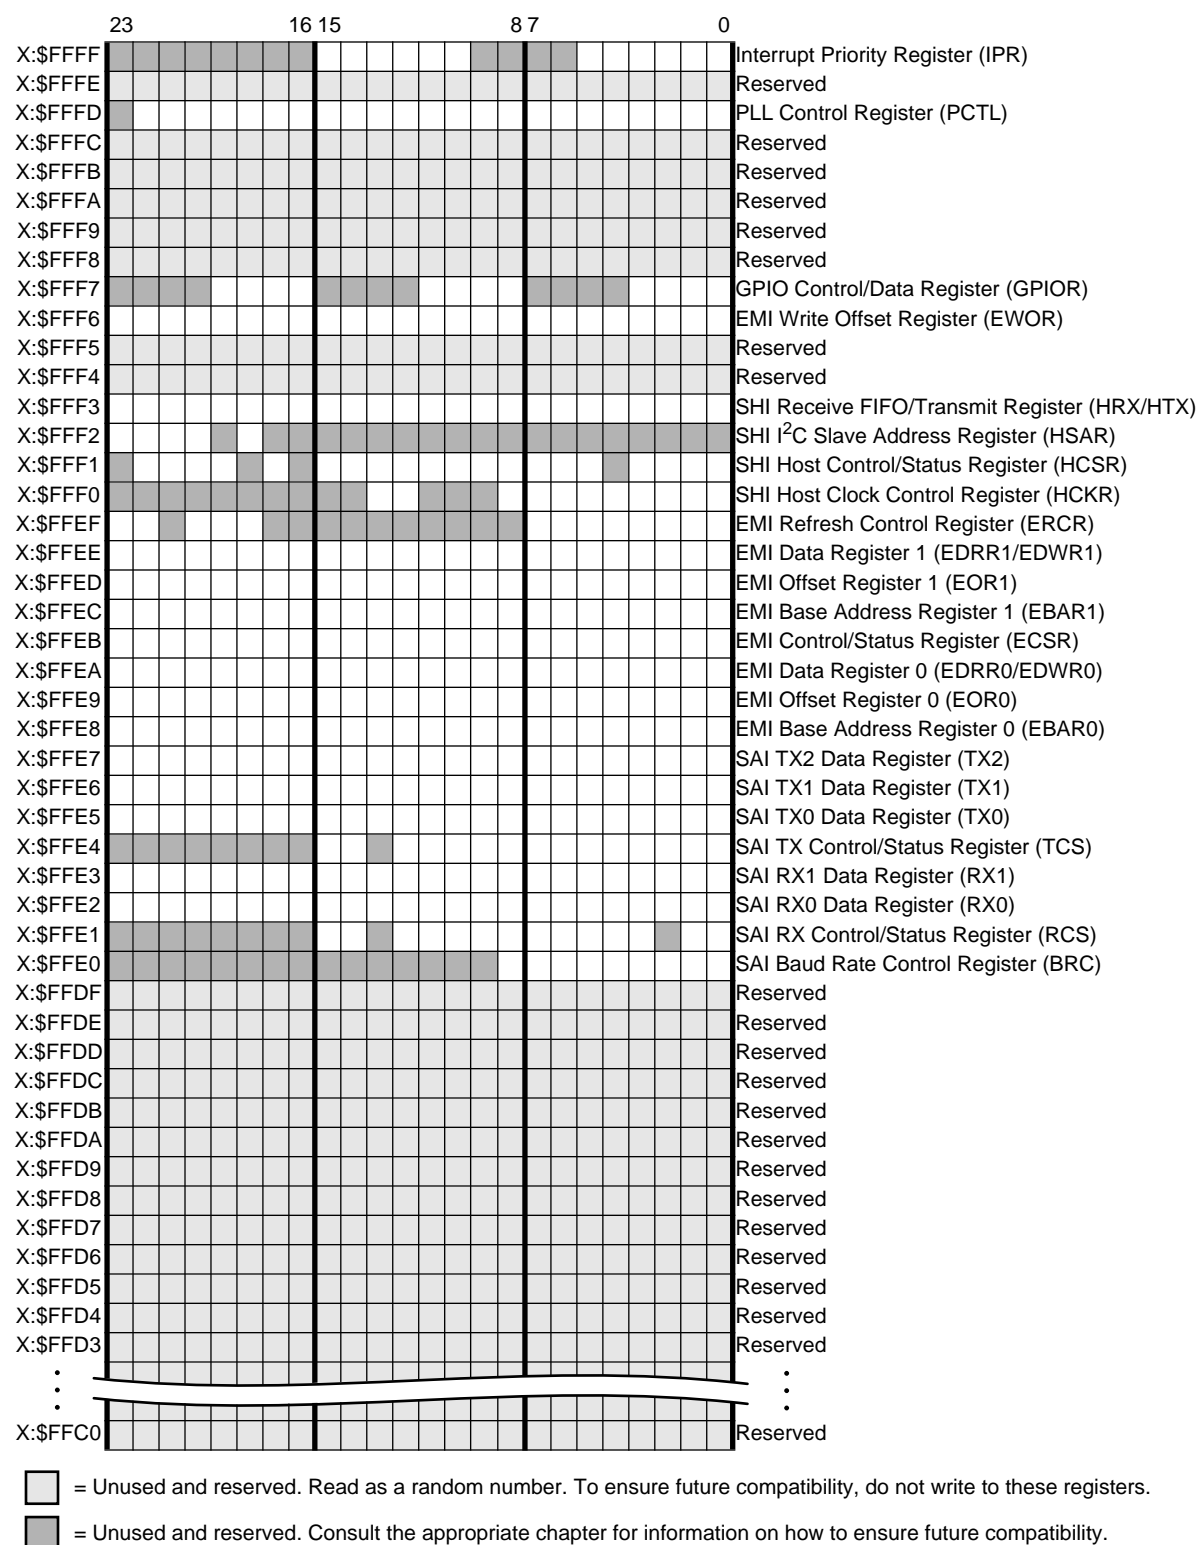 23 16 15 8 7 0
X:$FFFF Interrupt Priority Register (IPR)
X:$FFFE Reserved
X:$FFFD PLL Control Register (PCTL)
X:$FFFC Reserved
X:$FFFB Reserved
X:$FFFA Reserved
X:$FFF9 Reserved
X:$FFF8 Reserved
X:$FFF7 GPIO Control/Data Register (GPIOR)
X:$FFF6 EMI Write Offset Register (EWOR)
X:$FFF5 Reserved
X:$FFF4 Reserved
X:$FFF3 SHI Receive FIFO/Transmit Register (HRX/HTX)
X:$FFF2 SHI I²C Slave Address Register (HSAR)
X:$FFF1 SHI Host Control/Status Register (HCSR)
X:$FFF0 SHI Host Clock Control Register (HCKR)
X:$FFEF EMI Refresh Control Register (ERCR)
X:$FFEE EMI Data Register 1 (EDRR1/EDWR1)
X:$FFED EMI Offset Register 1 (EOR1)
X:$FFEC EMI Base Address Register 1 (EBAR1)
X:$FFEB EMI Control/Status Register (ECSR)
X:$FFEA EMI Data Register 0 (EDRR0/EDWR0)
X:$FFE9 EMI Offset Register 0 (EOR0)
X:$FFE8 EMI Base Address Register 0 (EBAR0)
X:$FFE7 SAI TX2 Data Register (TX2)
X:$FFE6 SAI TX1 Data Register (TX1)
X:$FFE5 SAI TX0 Data Register (TX0)
X:$FFE4 SAI TX Control/Status Register (TCS)
X:$FFE3 SAI RX1 Data Register (RX1)
X:$FFE2 SAI RX0 Data Register (RX0)
X:$FFE1 SAI RX Control/Status Register (RCS)
X:$FFE0 SAI Baud Rate Control Register (BRC)
X:$FFDF Reserved
X:$FFDE Reserved
X:$FFDD Reserved
X:$FFDC Reserved
X:$FFDB Reserved
X:$FFDA Reserved
X:$FFD9 Reserved
X:$FFD8 Reserved
X:$FFD7 Reserved
X:$FFD6 Reserved
X:$FFD5 Reserved
X:$FFD4 Reserved
X:$FFD3 Reserved
X:$FFC0 Reserved
= Unused and reserved. Read as a random number. To ensure future compatibility, do not write to these registers.
= Unused and reserved. Consult the appropriate chapter for information on how to ensure future compatibility.